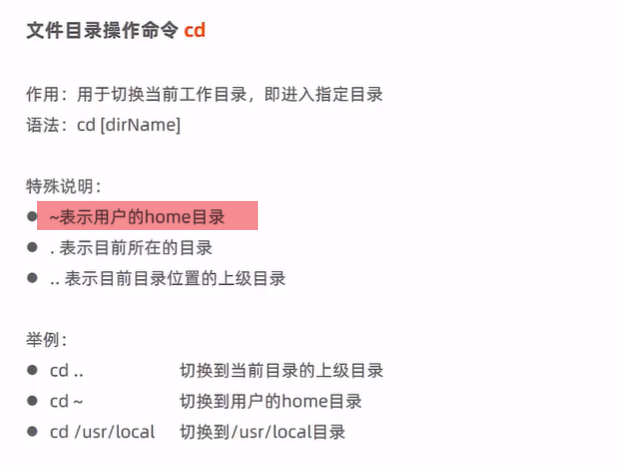 文件目录操作命令 cd
作用：用于切换当前工作目录，即进入指定目录
语法：cd [dirName]
特殊说明：
● ~表示用户的home目录
● . 表示目前所在的目录
● .. 表示目前目录位置的上级目录
举例：
● cd .. 切换到当前目录的上级目录
● cd ~ 切换到用户的home目录
● cd /usr/local 切换到/usr/local目录